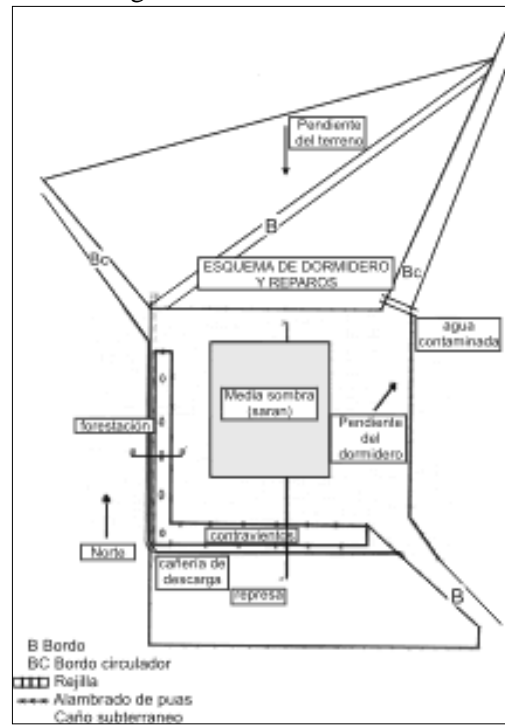 Pendiente
del terreno
B
ESQUEMA DE DORMIDERO
Y REPAROS
Bc
Bc
agua
contaminada
Media sombra
(saran)
forestación
Pendiente
del
dormidero
Norte
contravientos
cañería de
descarga
represa
B
B Bordo
BC Bordo circulador
Rejilla
Alambrado de puas
Caño subterraneo